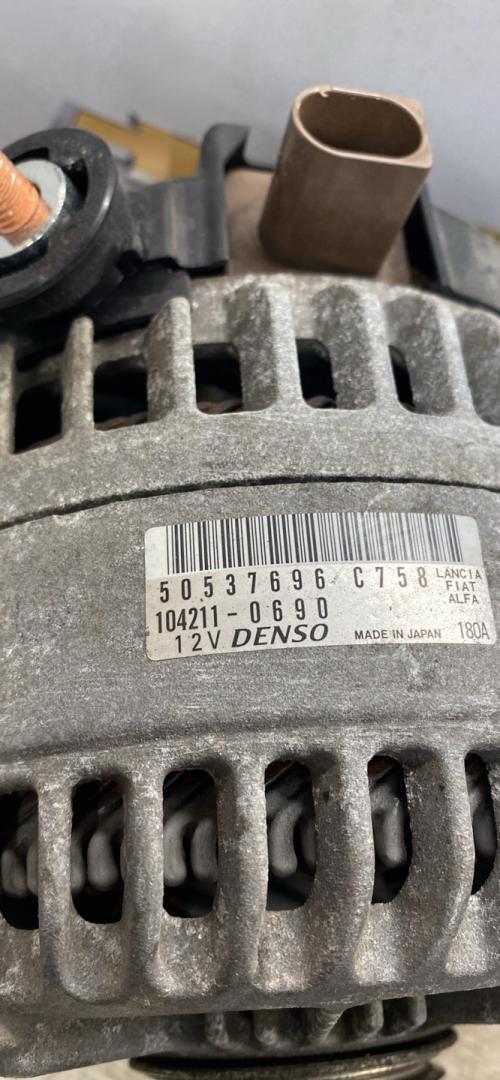 50537696 C758 LANCIA
FIAT
ALFA
104211-0690
12V DENSO MADE IN JAPAN 180A